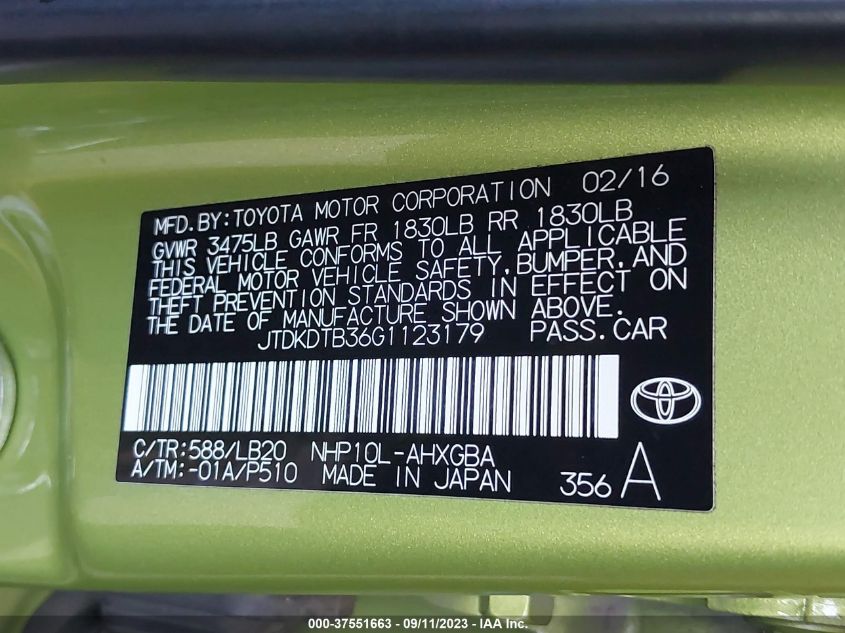 MFD.BY:TOYOTA MOTOR CORPORATION 02/16
GVWR 3475LB GAWR FR 1830LB RR 1830LB
THIS VEHICLE CONFORMS TO ALL APPLICABLE
FEDERAL MOTOR VEHICLE SAFETY,BUMPER,AND
THEFT PREVENTION STANDARDS IN EFFECT ON
THE DATE OF MANUFACTURE SHOWN ABOVE.
JTDKDTB36G1123179 PASS.CAR
C/TR:588/LB20 NHP10L-AHXGBA
A/TM:-01A/P510 MADE IN JAPAN 356 A
000-37551663 - 09/11/2023 - IAA Inc.